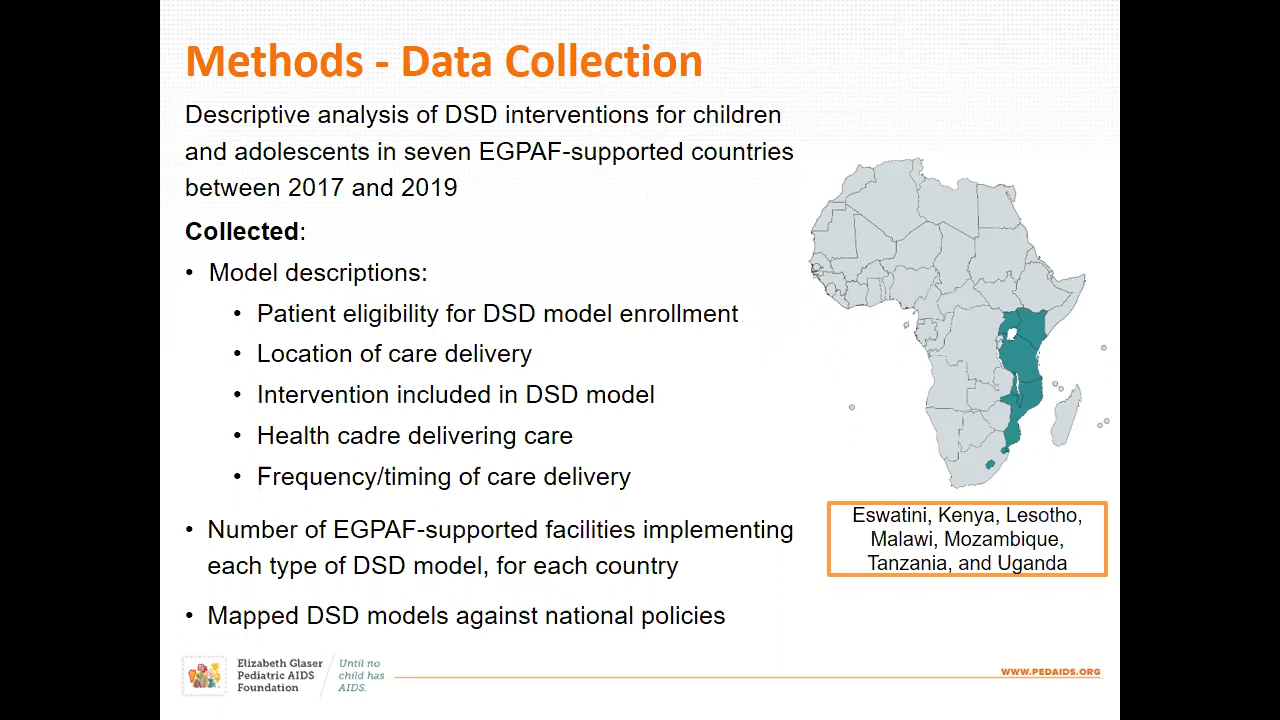 Methods - Data Collection
Descriptive analysis of DSD interventions for children
and adolescents in seven EGPAF-supported countries
between 2017 and 2019
Collected:
• Model descriptions:
• Patient eligibility for DSD model enrollment
• Location of care delivery
• Intervention included in DSD model
• Health cadre delivering care
• Frequency/timing of care delivery
• Number of EGPAF-supported facilities implementing
each type of DSD model, for each country
• Mapped DSD models against national policies
Eswatini, Kenya, Lesotho,
Malawi, Mozambique,
Tanzania, and Uganda
Elizabeth Glaser
Pediatric AIDS
Foundation
Until no
child has
AIDS.
WWW.PEDAIDS.ORG